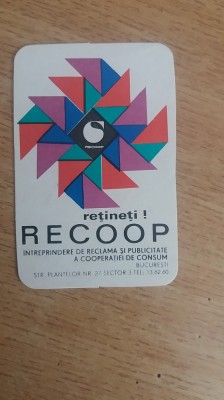 S
RECOOP
rețineți !
RECOOP
ÎNTREPRINDERE DE RECLAMĂ ȘI PUBLICITATE
A COOPERAȚIEI DE CONSUM
BUCUREȘTI
STR. PLANTELOR NR. 27 SECTOR 3 TEL. 13.62.60